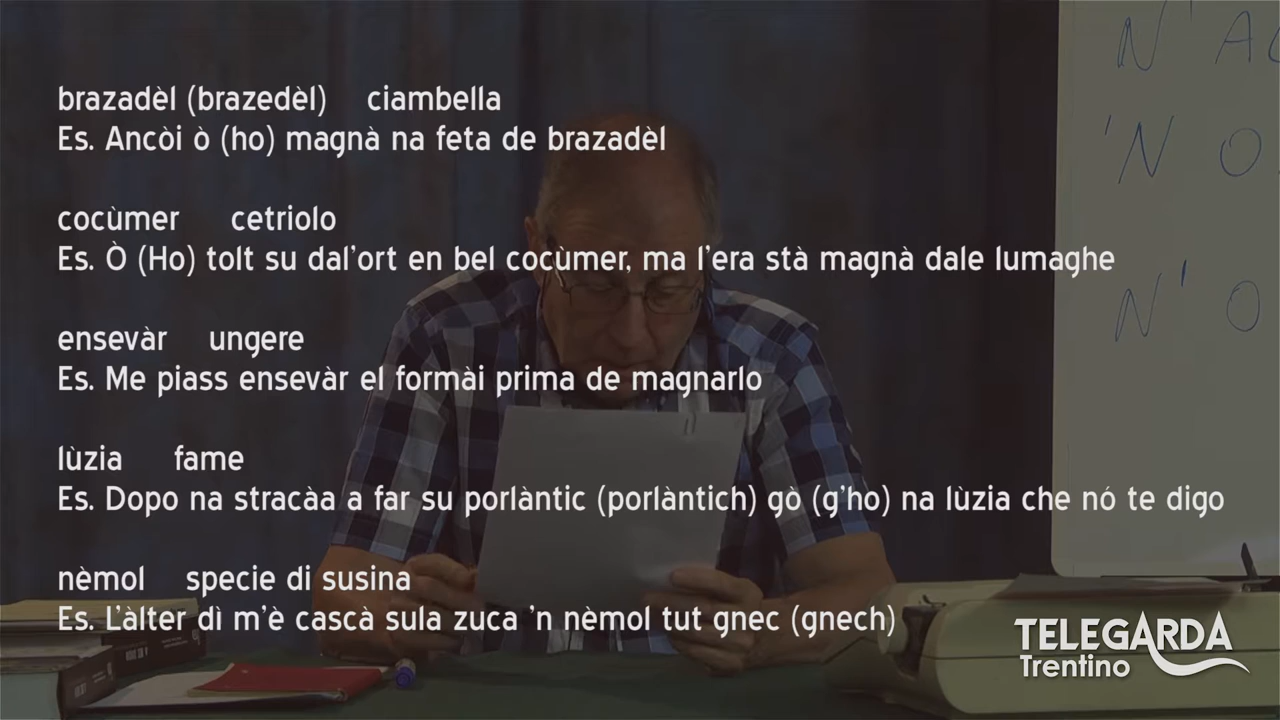 brazadèl (brazedèl) ciambella
Es. Ancòi ò (ho) magnà na feta de brazadèl
cocùmer cetriolo
Es. Ò (Ho) tolt su dal'ort en bel cocùmer, ma l'era stà magnà dale lumaghe
ensevàr ungere
Es. Me piass ensevàr el formài prima de magnarlo
lùzia fame
Es. Dopo na stracàa a far su porlàntic (porlàntich) gò (g'ho) na lùzia che nó te digo
nèmol specie di susina
Es. L'àlter dì m'è cascà sula zuca 'n nèmol tut gnec (gnech)
N' A
'N O
N' O
TELEGARDA
Trentino